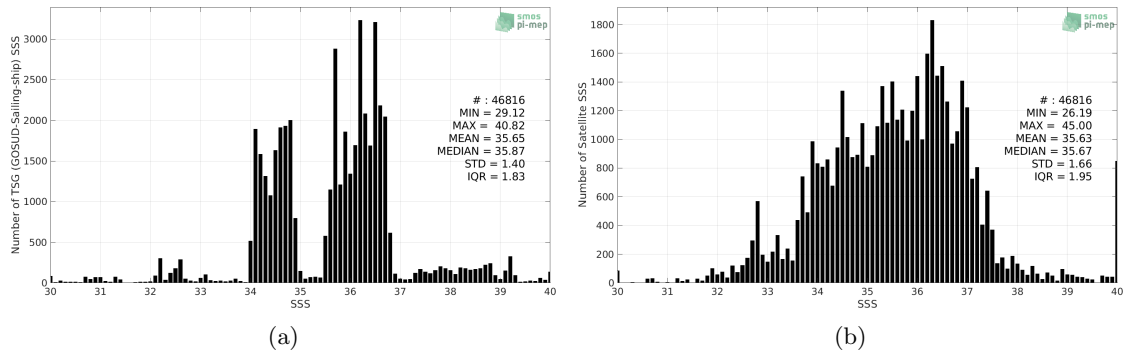 smos
pi-mep
Number of TSG (GOSUD-Sailing-ship) SSS
3000
2500
2000
1500
1000
500
0
# : 46816
MIN = 29.12
MAX = 40.82
MEAN = 35.65
MEDIAN = 35.87
STD = 1.40
IQR = 1.83
30 31 32 33 34 35 36 37 38 39 40
SSS
(a)
smos
pi-mep
Number of Satellite SSS
1800
1600
1400
1200
1000
800
600
400
200
0
# : 46816
MIN = 26.19
MAX = 45.00
MEAN = 35.63
MEDIAN = 35.67
STD = 1.66
IQR = 1.95
30 31 32 33 34 35 36 37 38 39 40
SSS
(b)